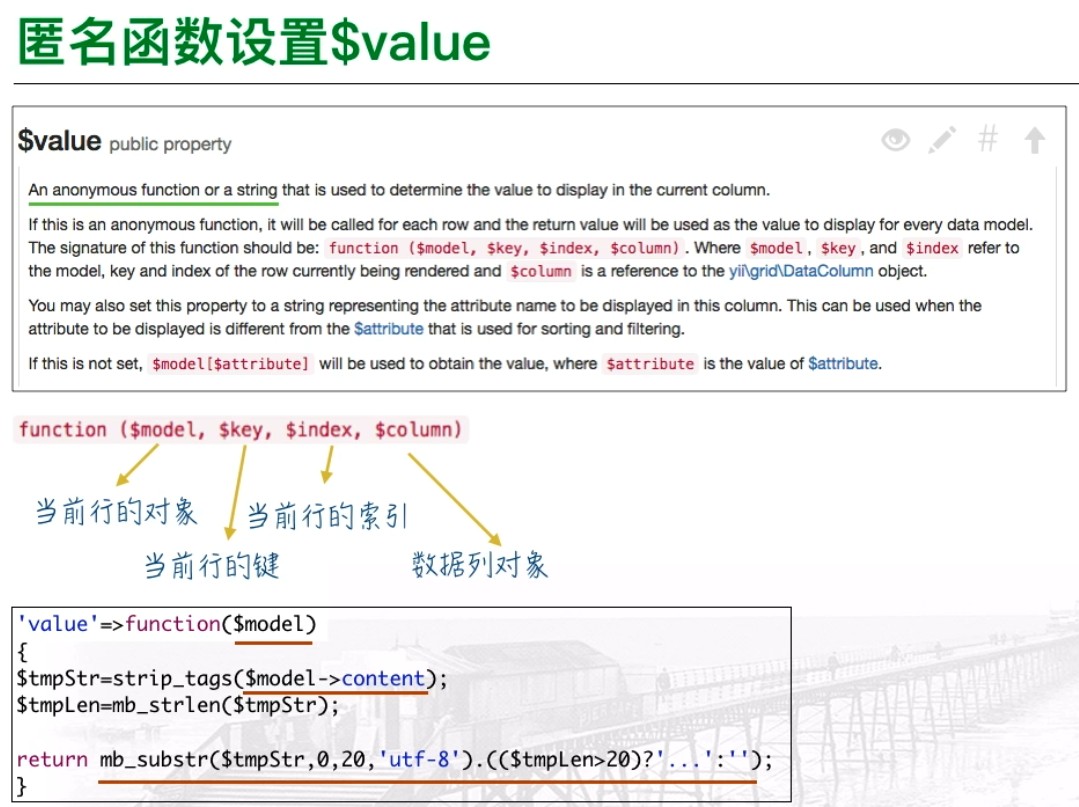 匿名函数设置$value
$value public property
An anonymous function or a string that is used to determine the value to display in the current column.
If this is an anonymous function, it will be called for each row and the return value will be used as the value to display for every data model.
The signature of this function should be: function ($model, $key, $index, $column) . Where $model , $key , and $index refer to
the model, key and index of the row currently being rendered and $column is a reference to the yii\grid\DataColumn object.
You may also set this property to a string representing the attribute name to be displayed in this column. This can be used when the
attribute to be displayed is different from the $attribute that is used for sorting and filtering.
If this is not set, $model[$attribute] will be used to obtain the value, where $attribute is the value of $attribute.
function ($model, $key, $index, $column)
当前行的对象 当前行的索引
当前行的键 数据列对象
'value'=>function($model)
{
$tmpStr=strip_tags($model->content);
$tmpLen=mb_strlen($tmpStr);
return mb_substr($tmpStr,0,20,'utf-8').(($tmpLen>20)?'...':'');
}